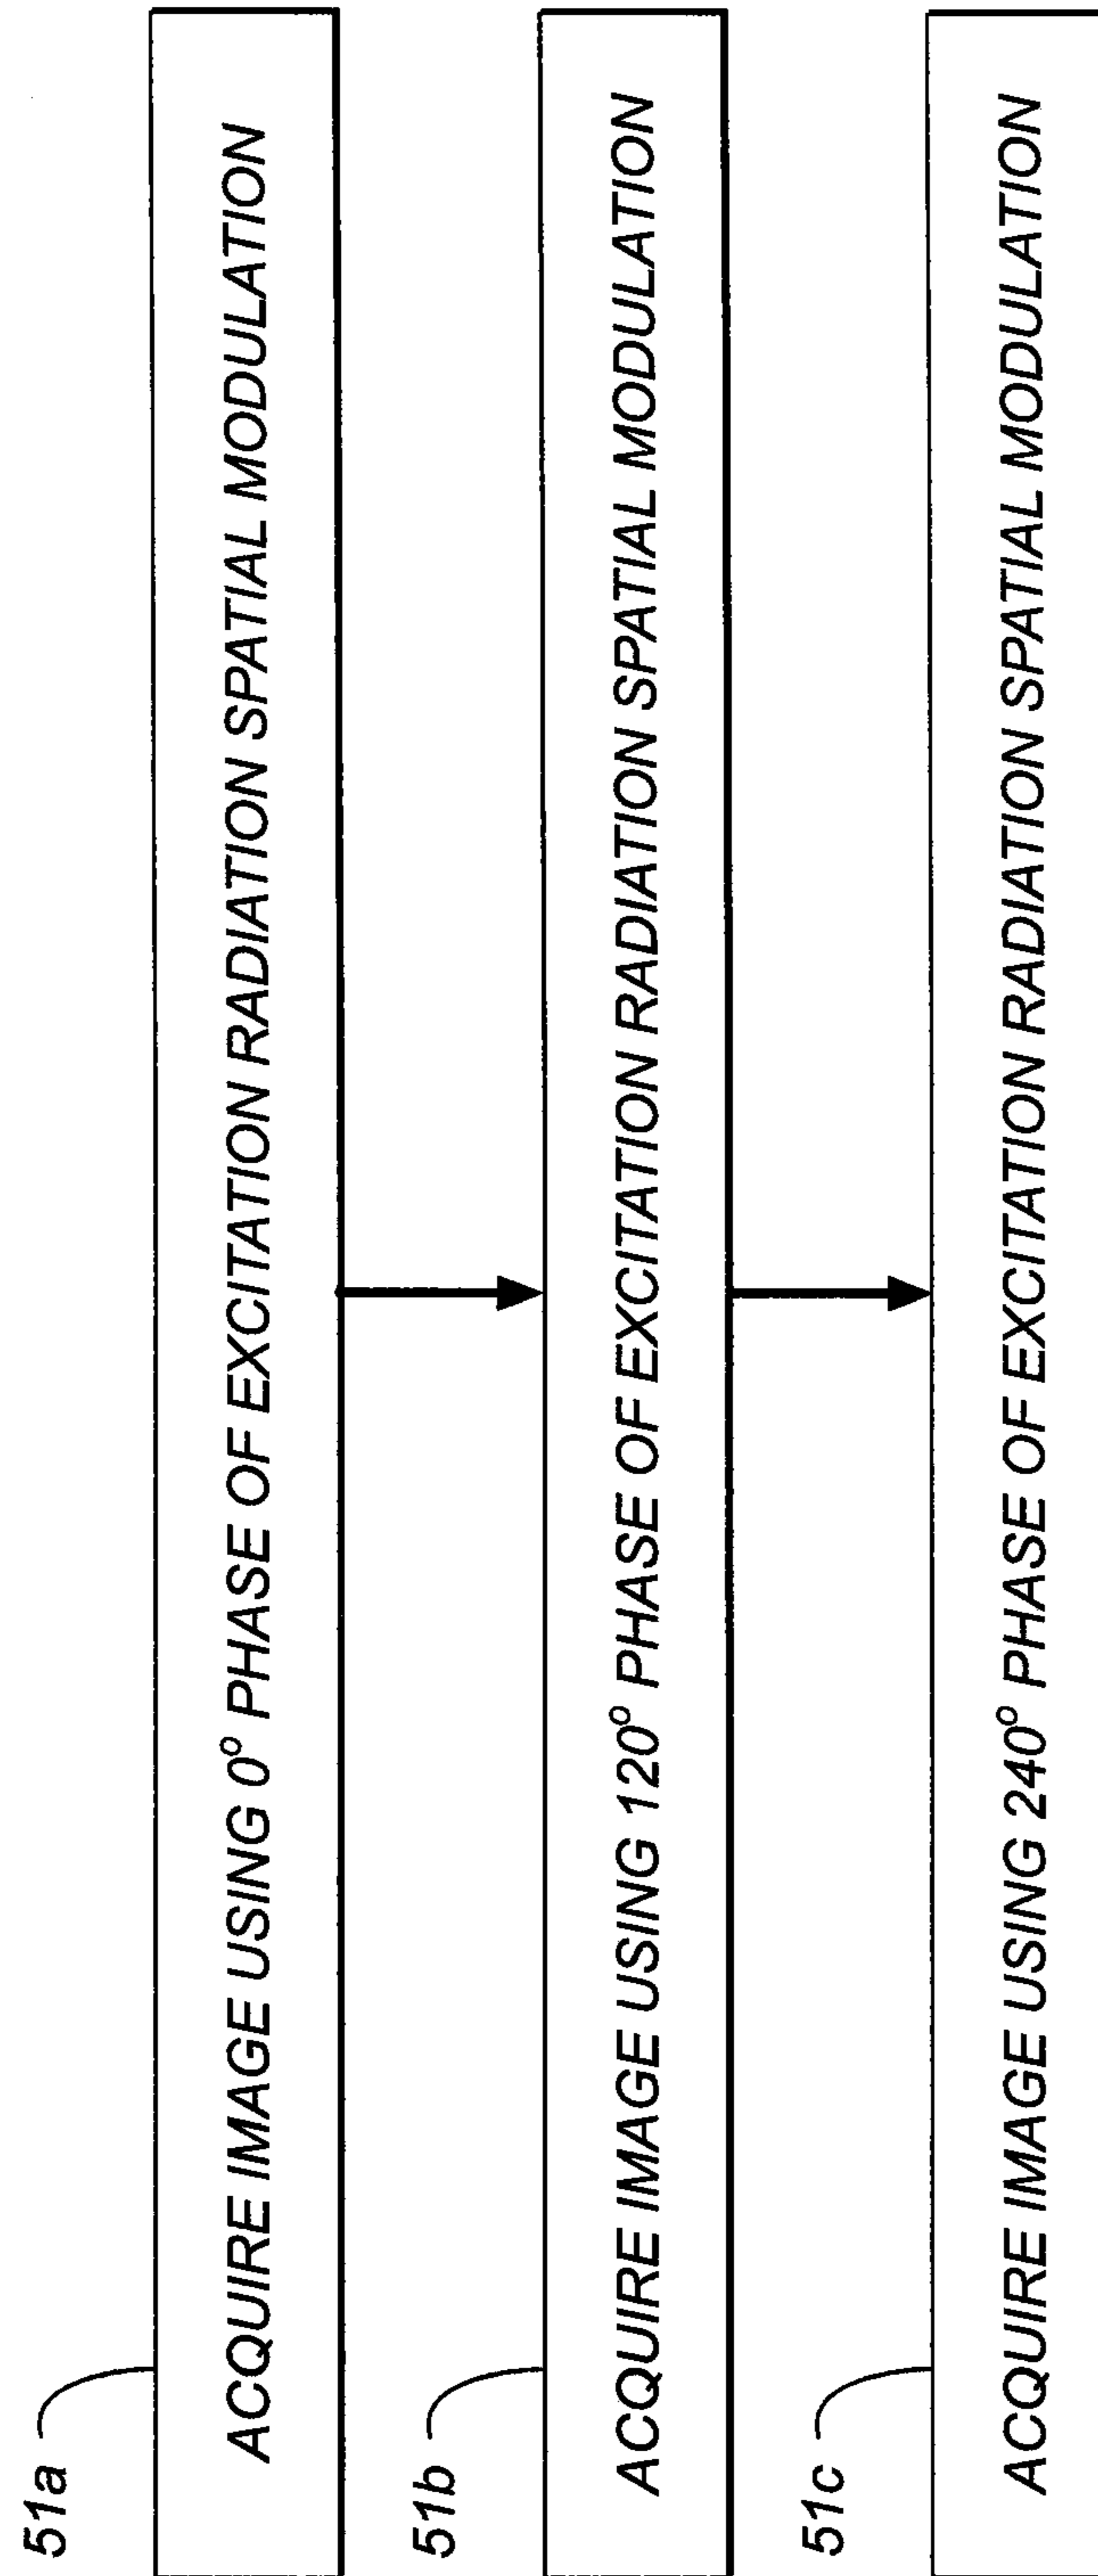 51a
ACQUIRE IMAGE USING 0° PHASE OF EXCITATION RADIATION SPATIAL MODULATION
51b
ACQUIRE IMAGE USING 120° PHASE OF EXCITATION RADIATION SPATIAL MODULATION
51c
ACQUIRE IMAGE USING 240° PHASE OF EXCITATION RADIATION SPATIAL MODULATION